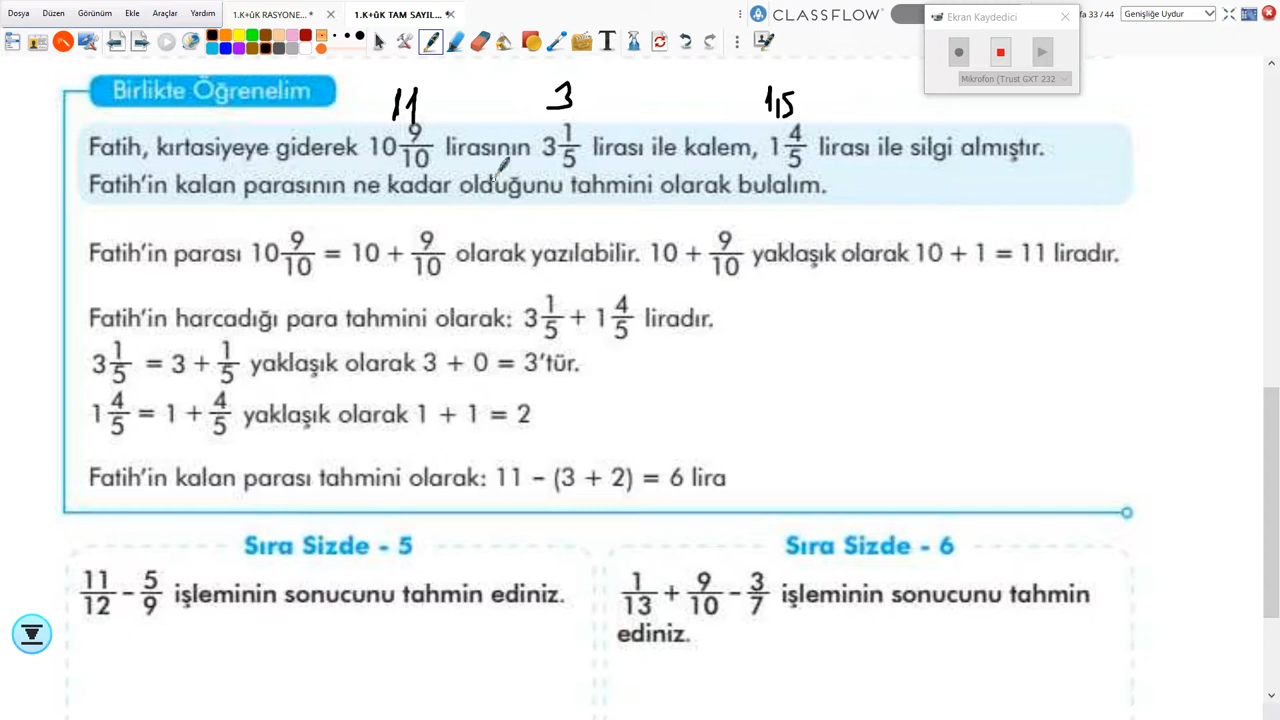 Dosya Düzen Görünüm Ekle Araçlar Yardım
1.K+ûK RASYONE... * 1.K+ûK TAM SAYIL... *
CLASSFLOW
33 / 44 Genişliğe Uydur
Ekran Kaydedici
Mikrofon (Trust GXT 232
T
Birlikte Öğrenelim
11 3 1,5
Fatih, kırtasiyeye giderek 10 9/10 lirasının 3 1/5 lirası ile kalem, 1 4/5 lirası ile silgi almıştır.
Fatih'in kalan parasının ne kadar olduğunu tahmini olarak bulalım.
Fatih'in parası 10 9/10 = 10 + 9/10 olarak yazılabilir. 10 + 9/10 yaklaşık olarak 10 + 1 = 11 liradır.
Fatih'in harcadığı para tahmini olarak: 3 1/5 + 1 4/5 liradır.
3 1/5 = 3 + 1/5 yaklaşık olarak 3 + 0 = 3'tür.
1 4/5 = 1 + 4/5 yaklaşık olarak 1 + 1 = 2
Fatih'in kalan parası tahmini olarak: 11 – (3 + 2) = 6 lira
Sıra Sizde - 5
11/12 – 5/9 işleminin sonucunu tahmin ediniz.
Sıra Sizde - 6
1/13 + 9/10 – 3/7 işleminin sonucunu tahmin
ediniz.